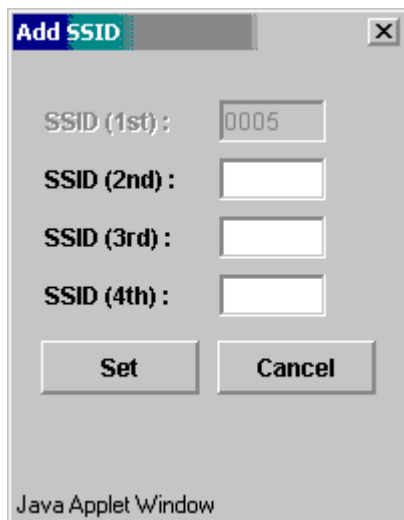 Add SSID
SSID (1st) : 0005
SSID (2nd) :
SSID (3rd) :
SSID (4th) :
Set Cancel
Java Applet Window